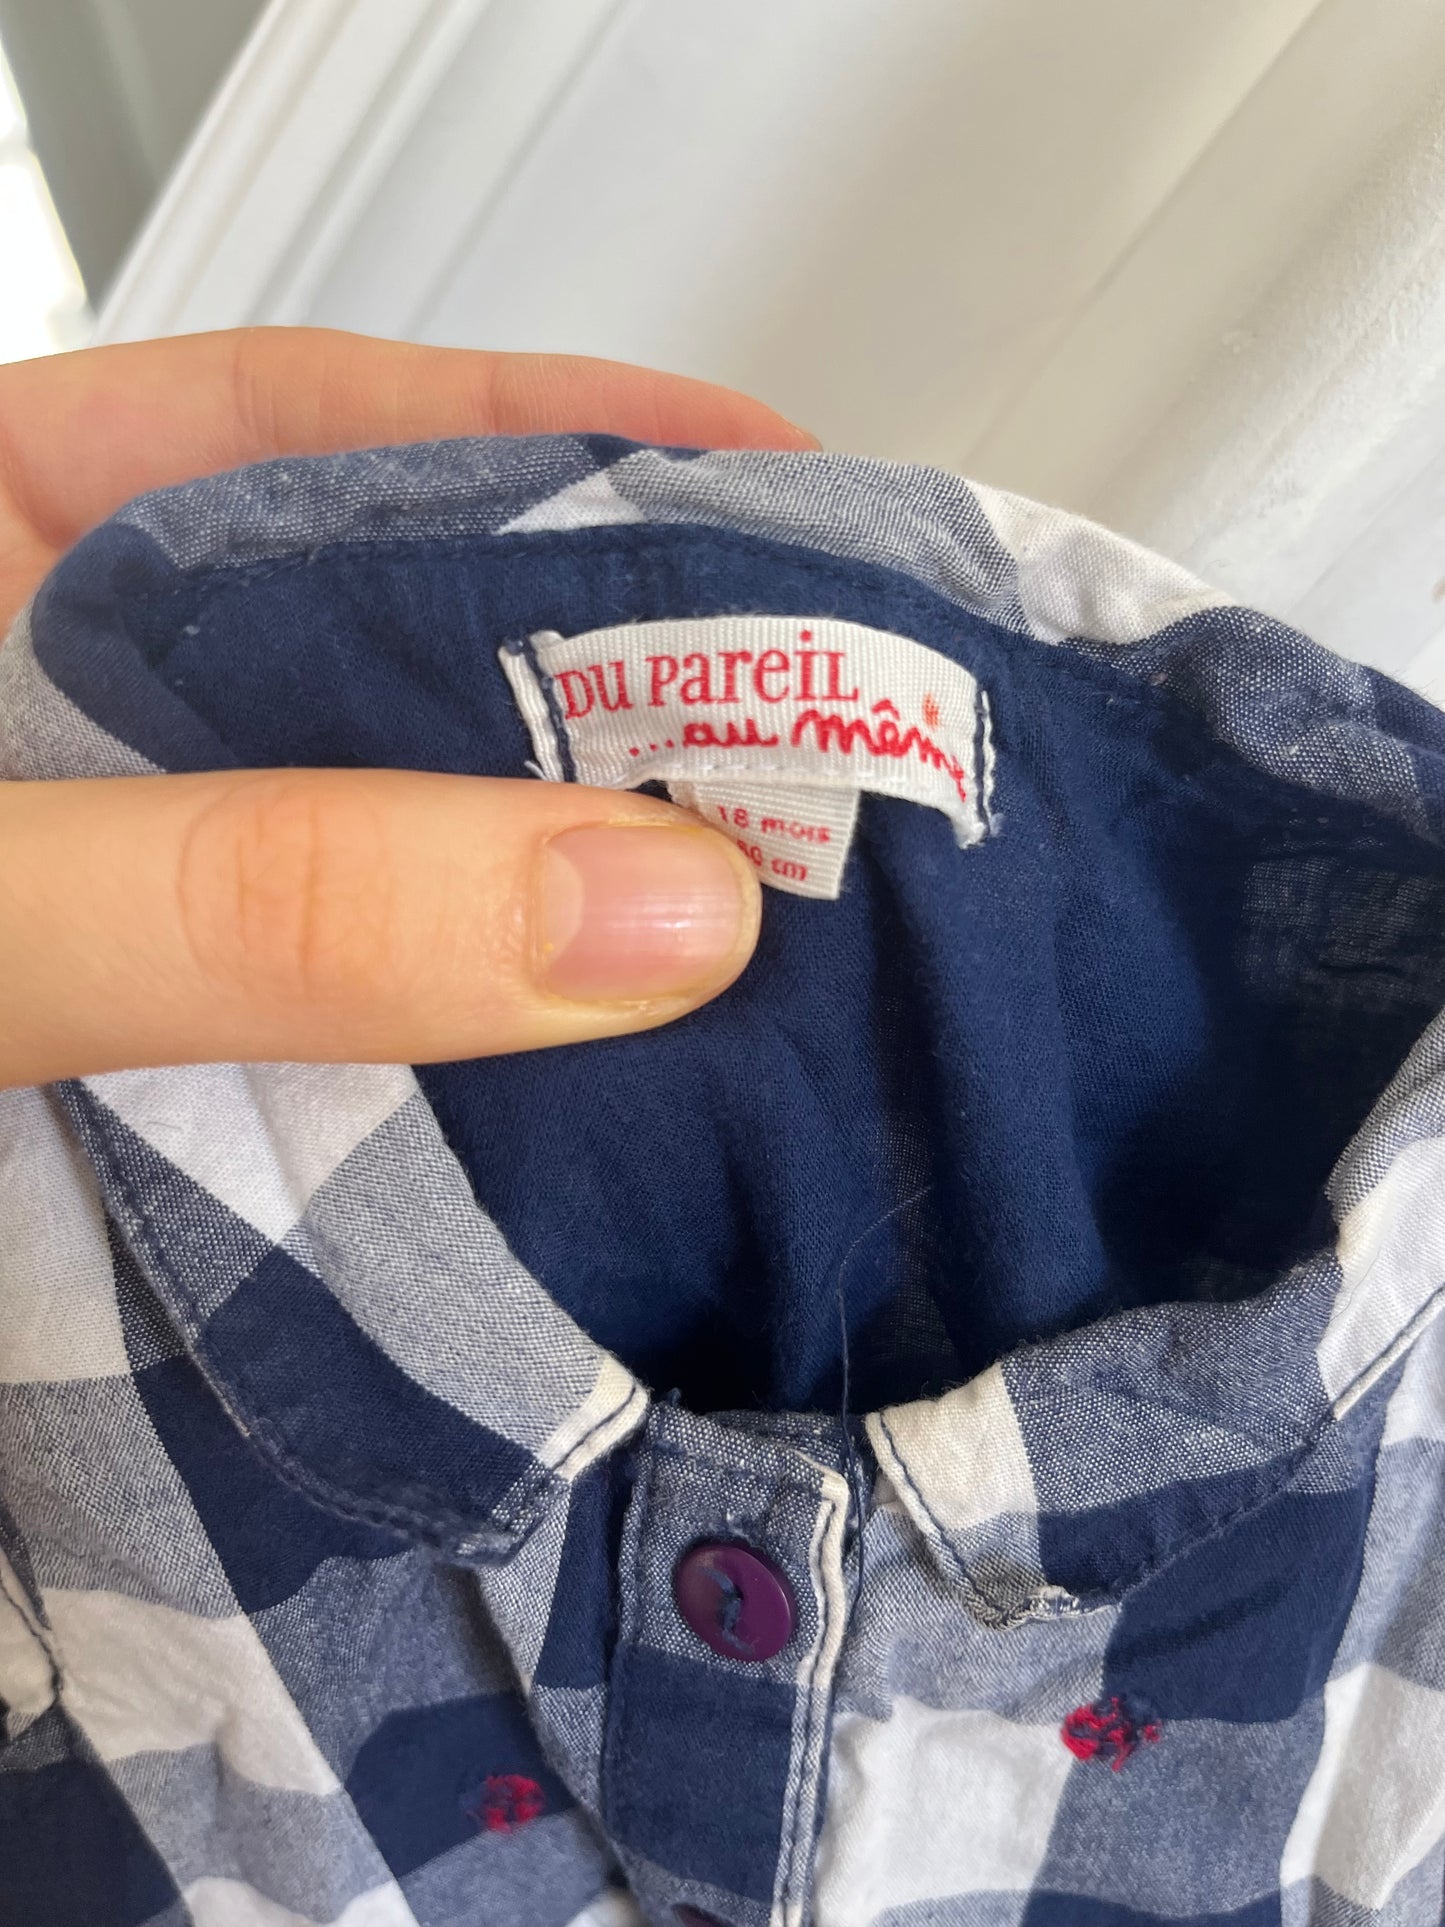 DU PAREIL
...au même
18 mois
cm